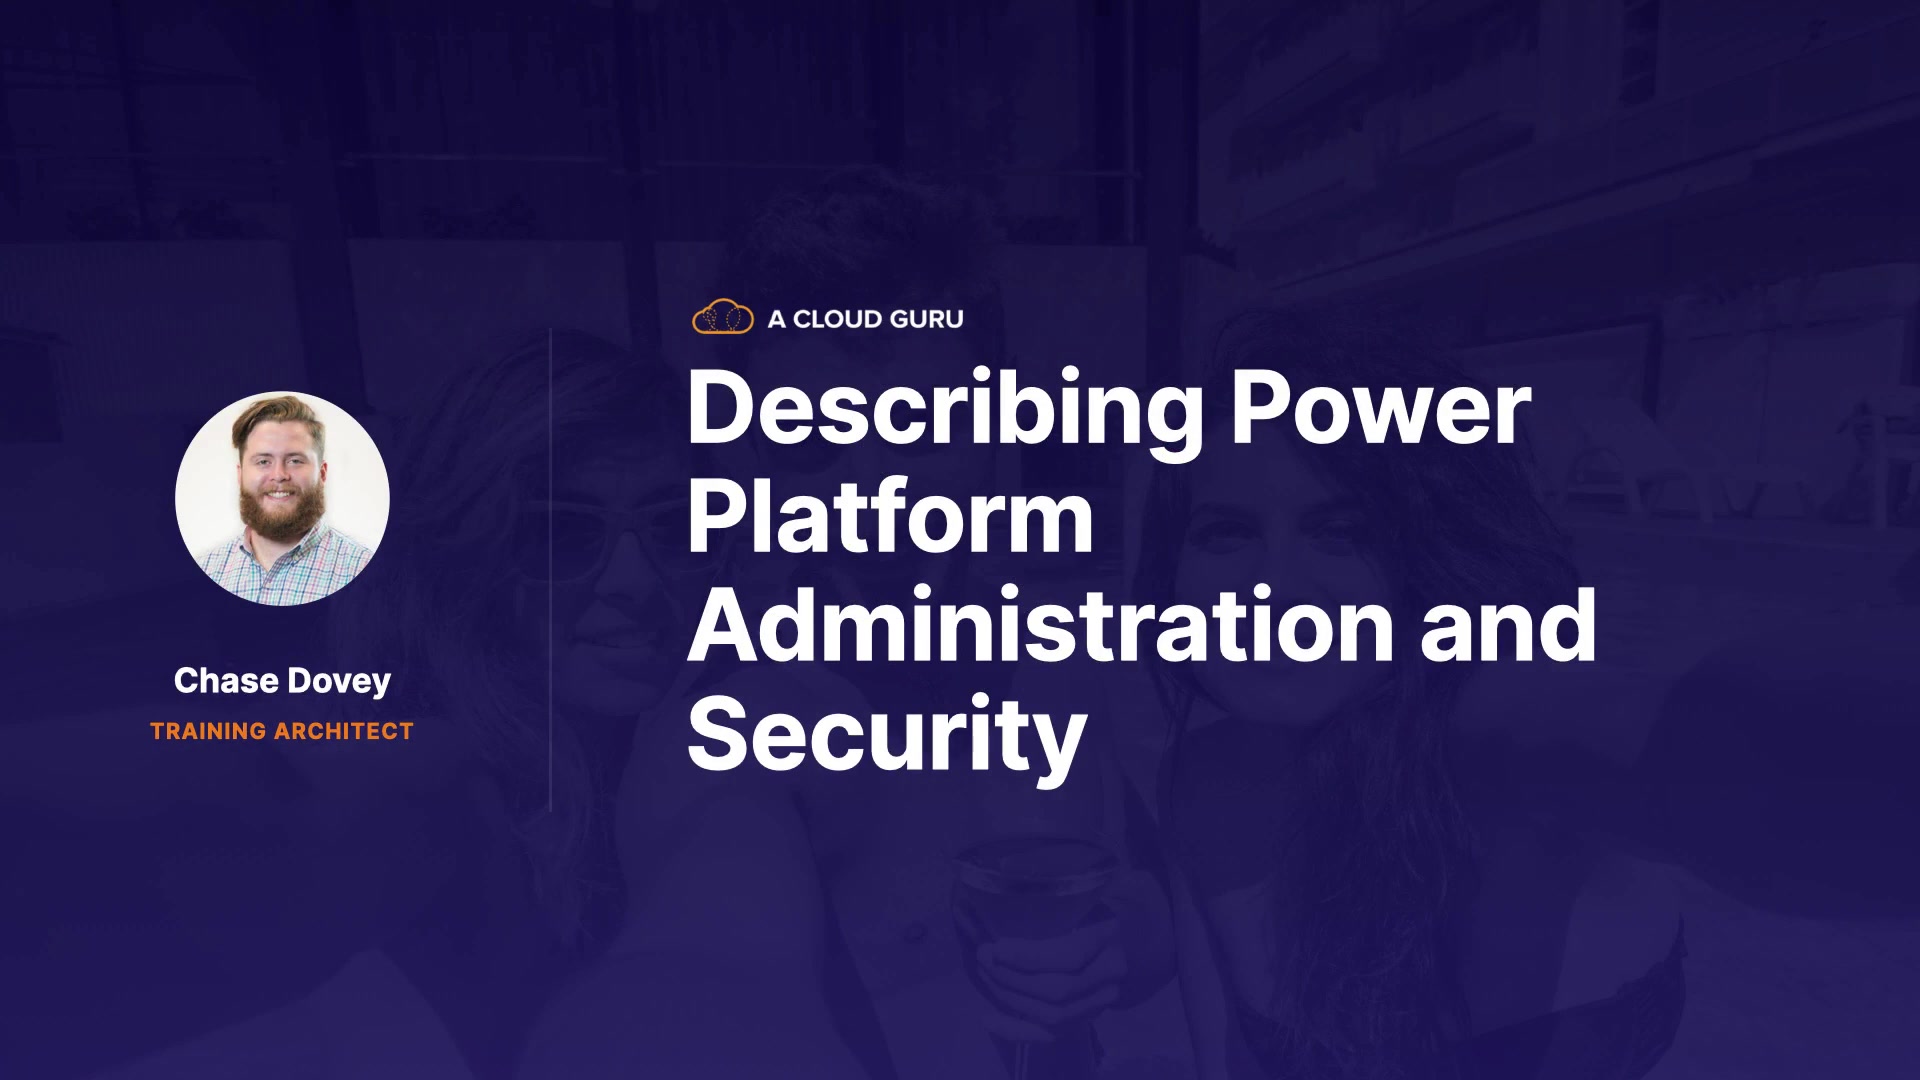 A CLOUD GURU
Describing Power
Platform
Administration and
Security
Chase Dovey
TRAINING ARCHITECT